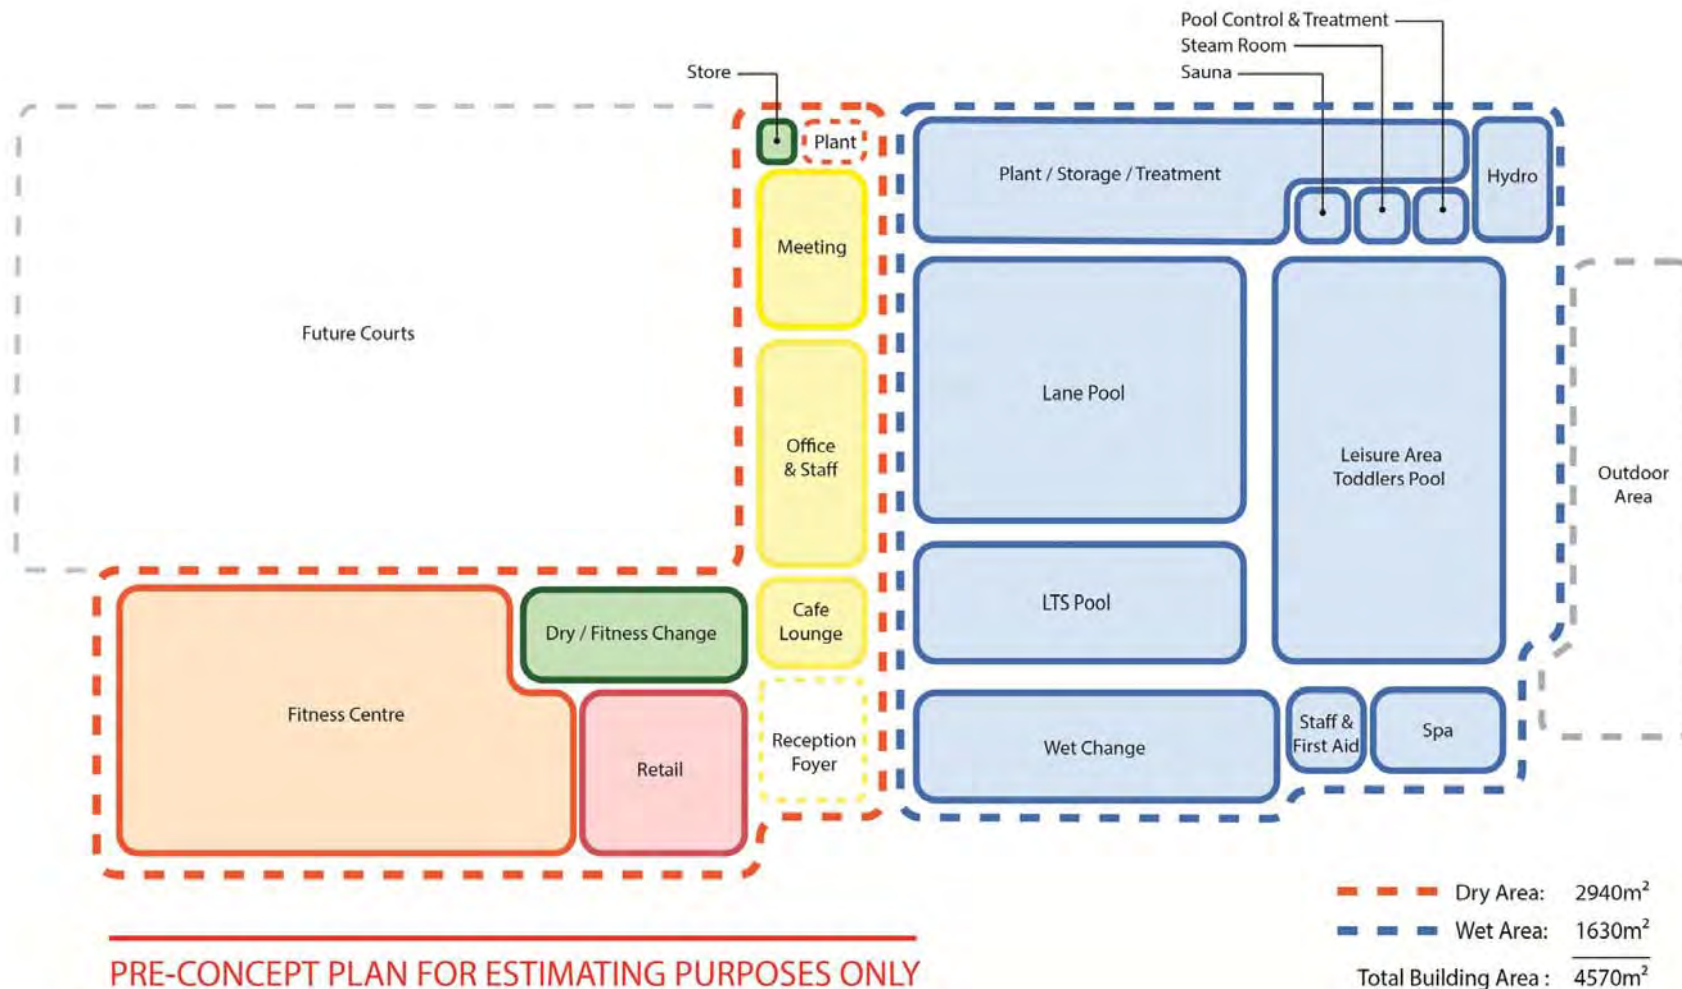 Pool Control & Treatment
Steam Room
Sauna
Store
Plant
Plant / Storage / Treatment
Hydro
Meeting
Future Courts
Lane Pool
Office
& Staff
Leisure Area
Toddlers Pool
Outdoor
Area
Cafe
Lounge
LTS Pool
Dry / Fitness Change
Fitness Centre
Reception
Foyer
Retail
Wet Change
Staff &
First Aid
Spa
Dry Area: 2940m²
Wet Area: 1630m²
Total Building Area : 4570m²
PRE-CONCEPT PLAN FOR ESTIMATING PURPOSES ONLY